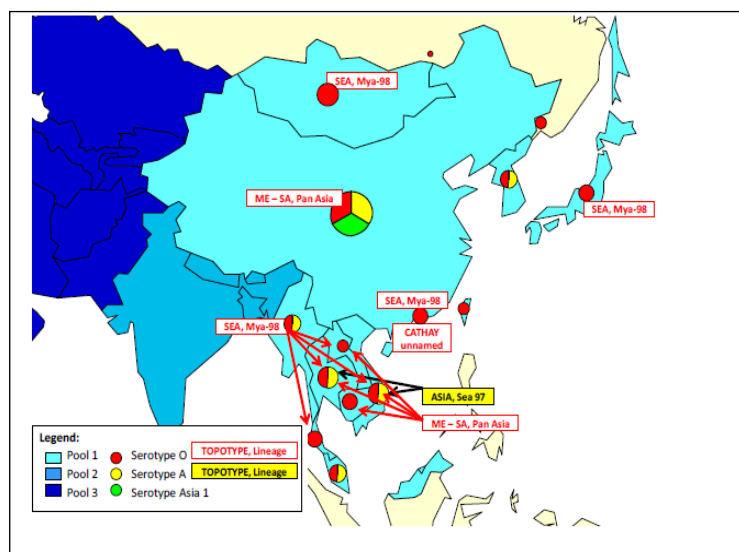 SEA, Mya-98
ME – SA, Pan Asia
SEA, Mya-98
SEA, Mya-98
SEA, Mya-98
CATHAY
unnamed
ASIA, Sea 97
ME – SA, Pan Asia
Legend:
Pool 1
Serotype O
TOPOTYPE, Lineage
Pool 2
Serotype A
TOPOTYPE, Lineage
Pool 3
Serotype Asia 1